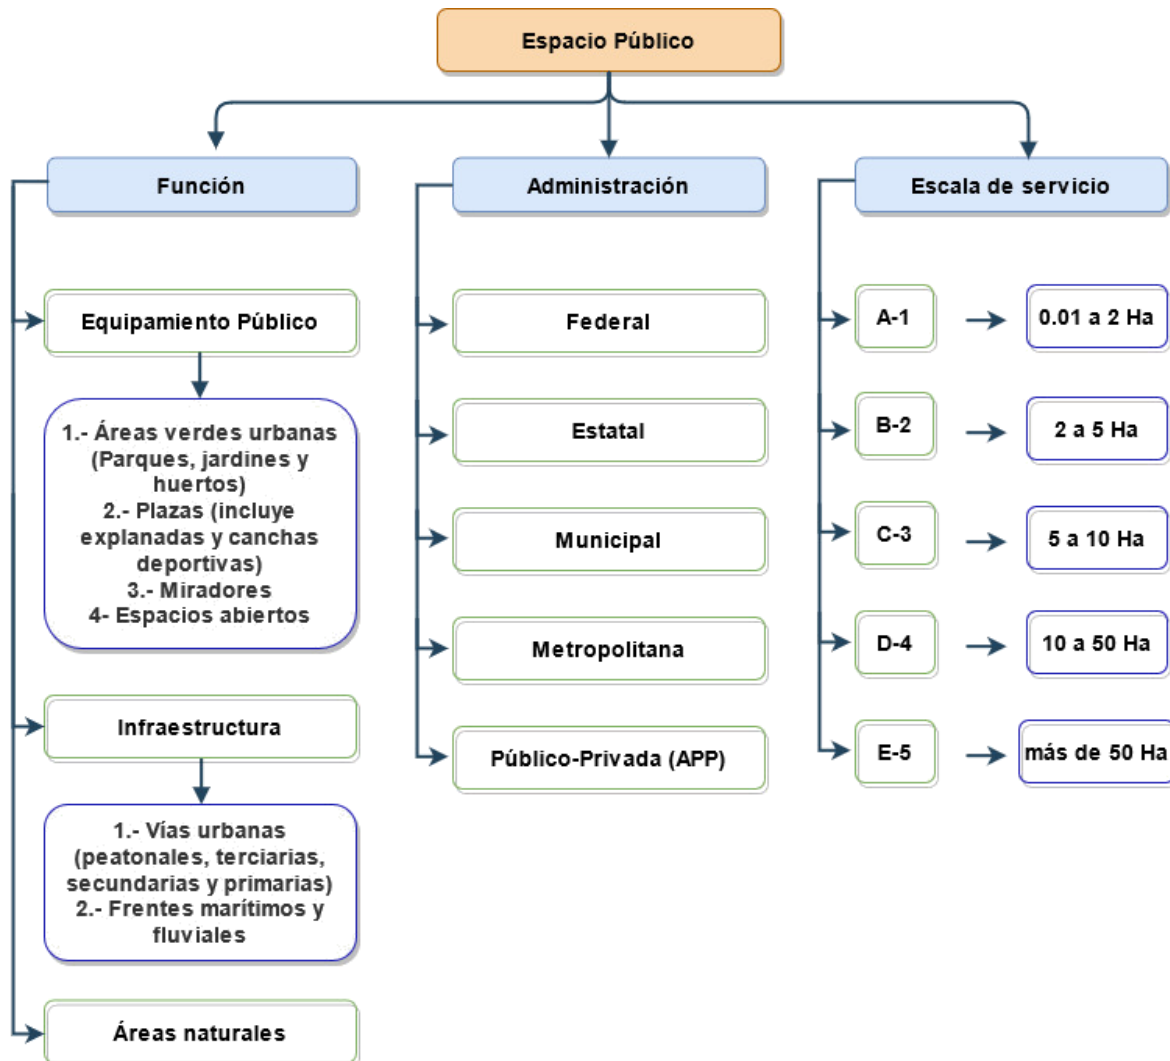 Espacio Público
Función
Equipamiento Público
1.- Áreas verdes urbanas
(Parques, jardines y
huertos)
2.- Plazas (incluye
explanadas y canchas
deportivas)
3.- Miradores
4- Espacios abiertos
Infraestructura
1.- Vías urbanas
(peatonales, terciarias,
secundarias y primarias)
2.- Frentes marítimos y
fluviales
Áreas naturales
Administración
Federal
Estatal
Municipal
Metropolitana
Público-Privada (APP)
Escala de servicio
A-1
0.01 a 2 Ha
B-2
2 a 5 Ha
C-3
5 a 10 Ha
D-4
10 a 50 Ha
E-5
más de 50 Ha